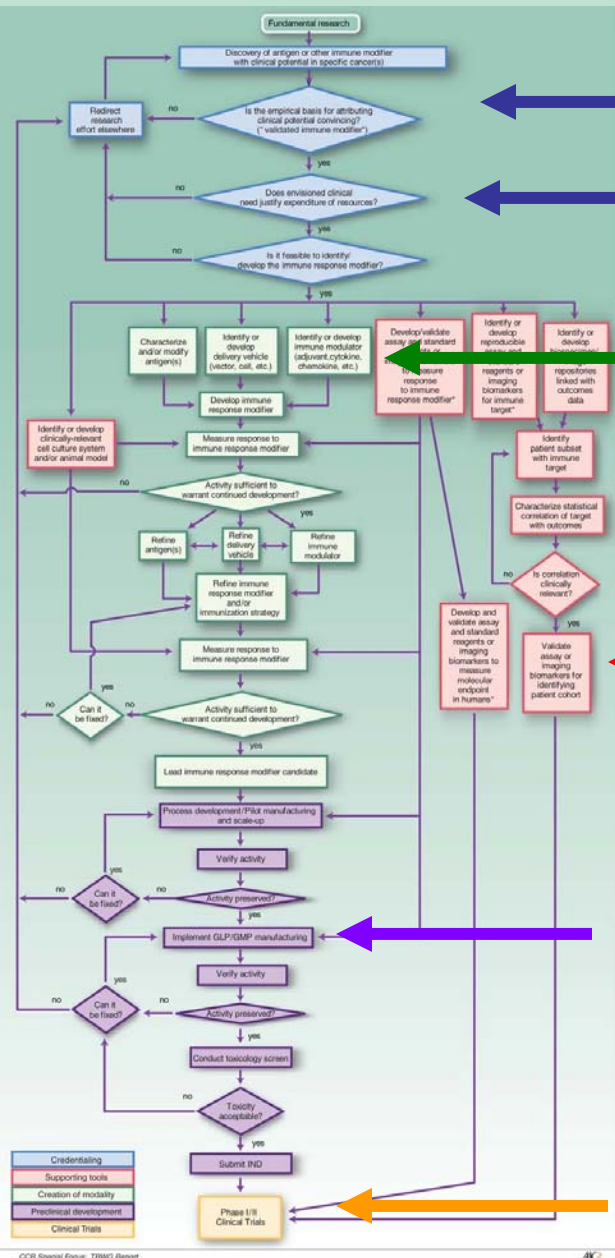 Fundamental research
Discovery of antigen or other immune modifier
with clinical potential in specific cancer(s)
Redirect
research
effort elsewhere
no
Is the empirical basis for attributing
clinical potential convincing?
("validated immune modifier")
yes
no
Does envisioned clinical
need justify expenditure of resources?
yes
no
Is it feasible to identify/
develop the immune response modifier?
yes
Characterize
and/or modify
antigen(s)
Identify or
develop
delivery vehicle
(vector, cell, etc.)
Identify or develop
immune modulator
(adjuvant,cytokine,
chemokine, etc.)
Develop/validate
assay and standard
to measure
response
to immune
response modifier*
Identify or
develop
reproducible
assay and
reagents or
imaging
biomarkers
for immune
target*
Identify or
develop
repositories
linked with
outcomes
data
Develop immune
response modifier
Identify or develop
clinically-relevant
cell culture system
and/or animal model
Measure response to
immune response modifier
Identify
patient subset
with immune
target
no
Activity sufficient to
warrant continued development?
yes
Characterize statistical
correlation of target
with outcomes
Refine
antigen(s)
Refine
delivery
vehicle
Refine
immune
modulator
no
Is correlation
clinically
relevant?
yes
Refine immune
response modifier
and/or
immunization strategy
Develop and
validate assay
and standard
reagents or
imaging
biomarkers to
measure
molecular
endpoint
in humans*
Validate
assay or
imaging
biomarkers for
identifying
patient cohort
Measure response to
immune response modifier
yes
no
Can it
be fixed?
no
Activity sufficient to
warrant continued development?
yes
Lead immune response modifier candidate
Process development/Pilot manufacturing
and scale-up
Verify activity
yes
no
Can it
be fixed?
no
Activity preserved?
yes
Implement GLP/GMP manufacturing
Verify activity
yes
no
Can it
be fixed?
no
Activity preserved?
yes
Conduct toxicology screen
no
Toxicity
acceptable?
yes
Submit IND
Phase I/II
Clinical Trials
Credentialing
Supporting tools
Creation of modality
Preclinical development
Clinical Trials
CCR Special Focus: TRWG Report